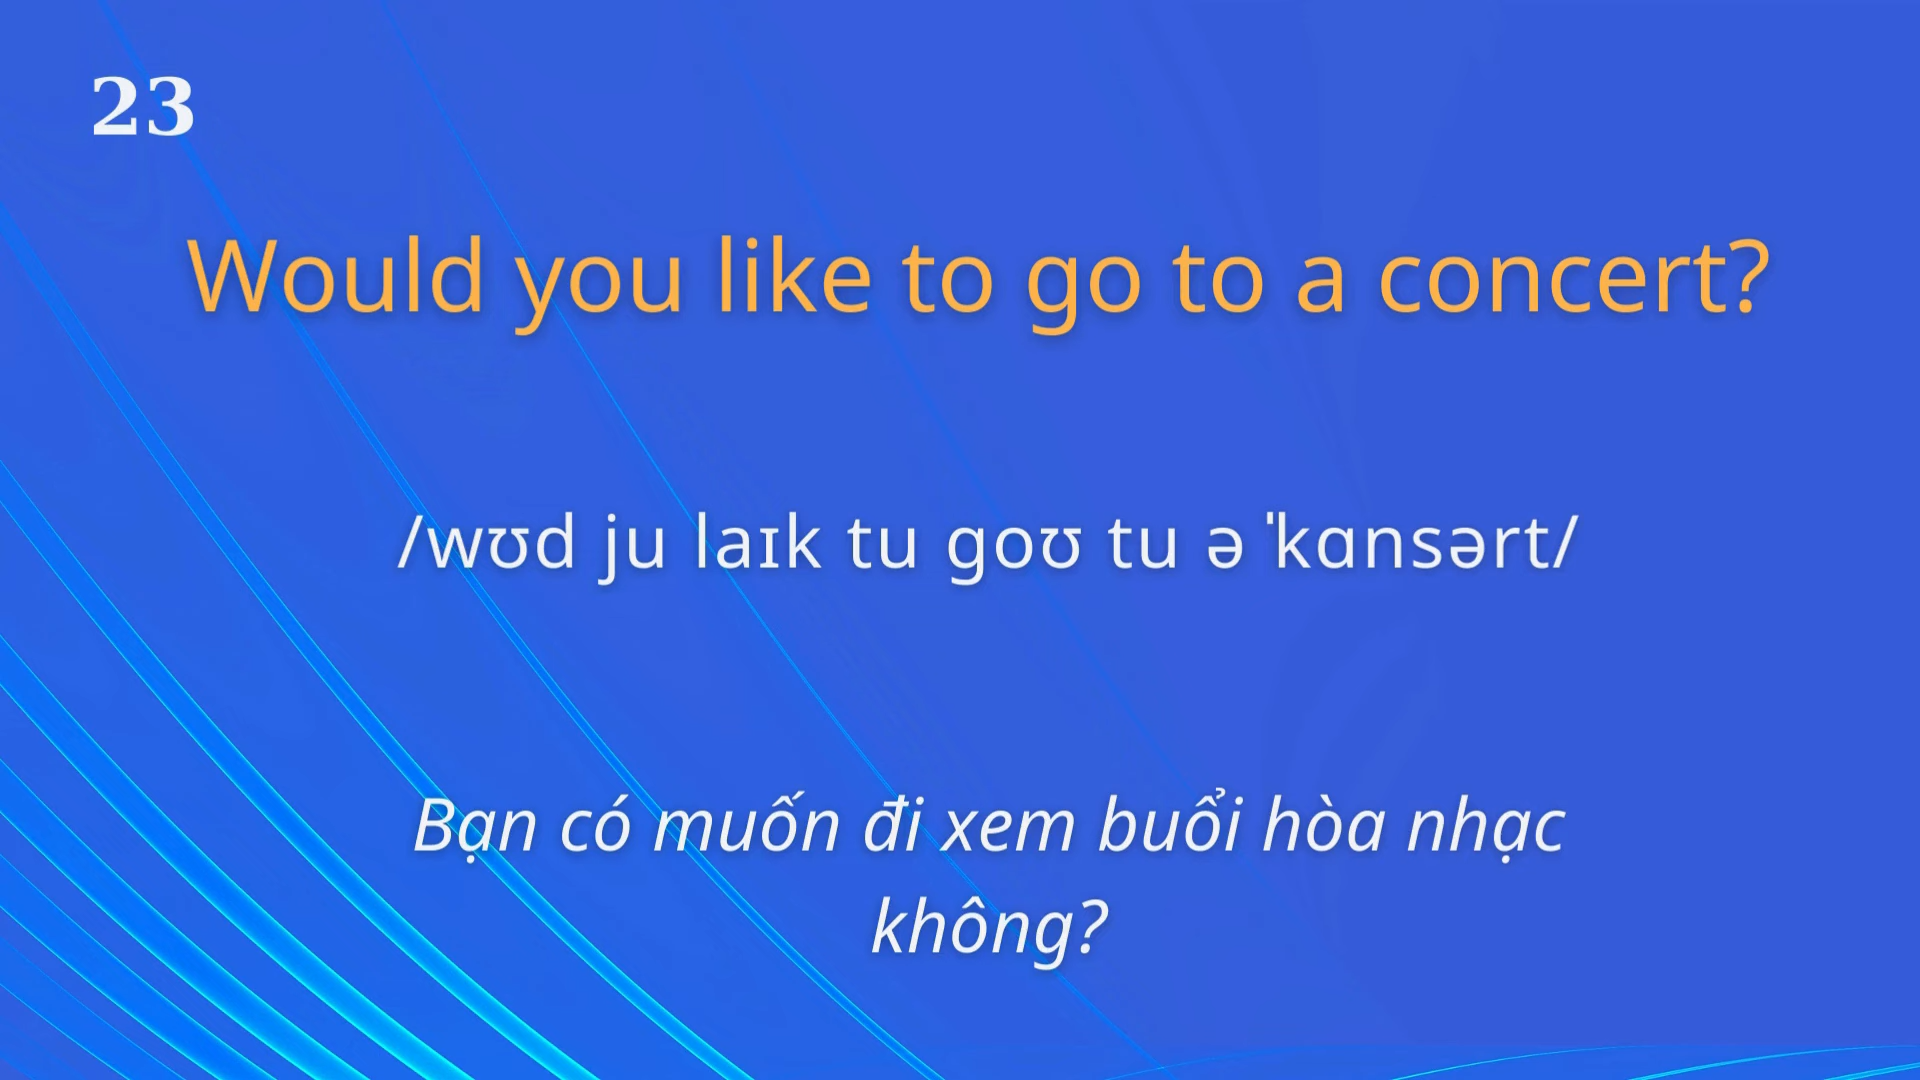 23
Would you like to go to a concert?
/wʊd ju laɪk tu goʊ tu ə ˈkɑnsərt/
Bạn có muốn đi xem buổi hòa nhạc
không?